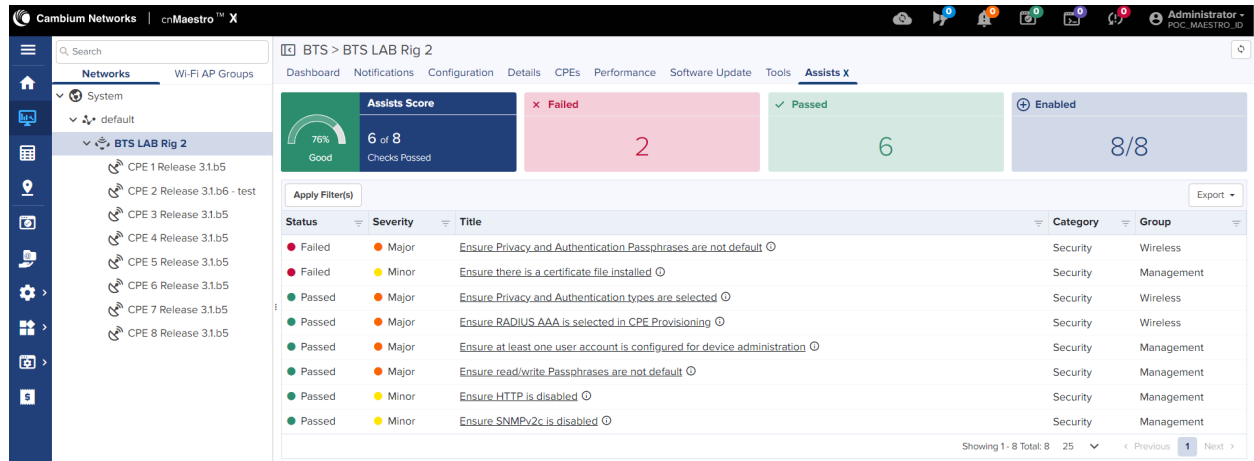 Cambium Networks | cnMaestro™ X
0 0 0 0 0 Administrator
POC_MAESTRO_ID
Search
Networks Wi-Fi AP Groups
System
default
BTS LAB Rig 2
CPE 1 Release 3.1.b5
CPE 2 Release 3.1.b6 - test
CPE 3 Release 3.1.b5
CPE 4 Release 3.1.b5
CPE 5 Release 3.1.b5
CPE 6 Release 3.1.b5
CPE 7 Release 3.1.b5
CPE 8 Release 3.1.b5
BTS > BTS LAB Rig 2
Dashboard Notifications Configuration Details CPEs Performance Software Update Tools Assists X
76%
Good
Assists Score
6 of 8
Checks Passed
Failed
2
Passed
6
Enabled
8/8
Apply Filter(s) Export
Status Severity Title Category Group
Failed Major Ensure Privacy and Authentication Passphrases are not default Security Wireless
Failed Minor Ensure there is a certificate file installed Security Management
Passed Major Ensure Privacy and Authentication types are selected Security Wireless
Passed Major Ensure RADIUS AAA is selected in CPE Provisioning Security Wireless
Passed Major Ensure at least one user account is configured for device administration Security Management
Passed Major Ensure read/write Passphrases are not default Security Management
Passed Minor Ensure HTTP is disabled Security Management
Passed Minor Ensure SNMPv2c is disabled Security Management
Showing 1 - 8 Total: 8 25 < Previous 1 Next >